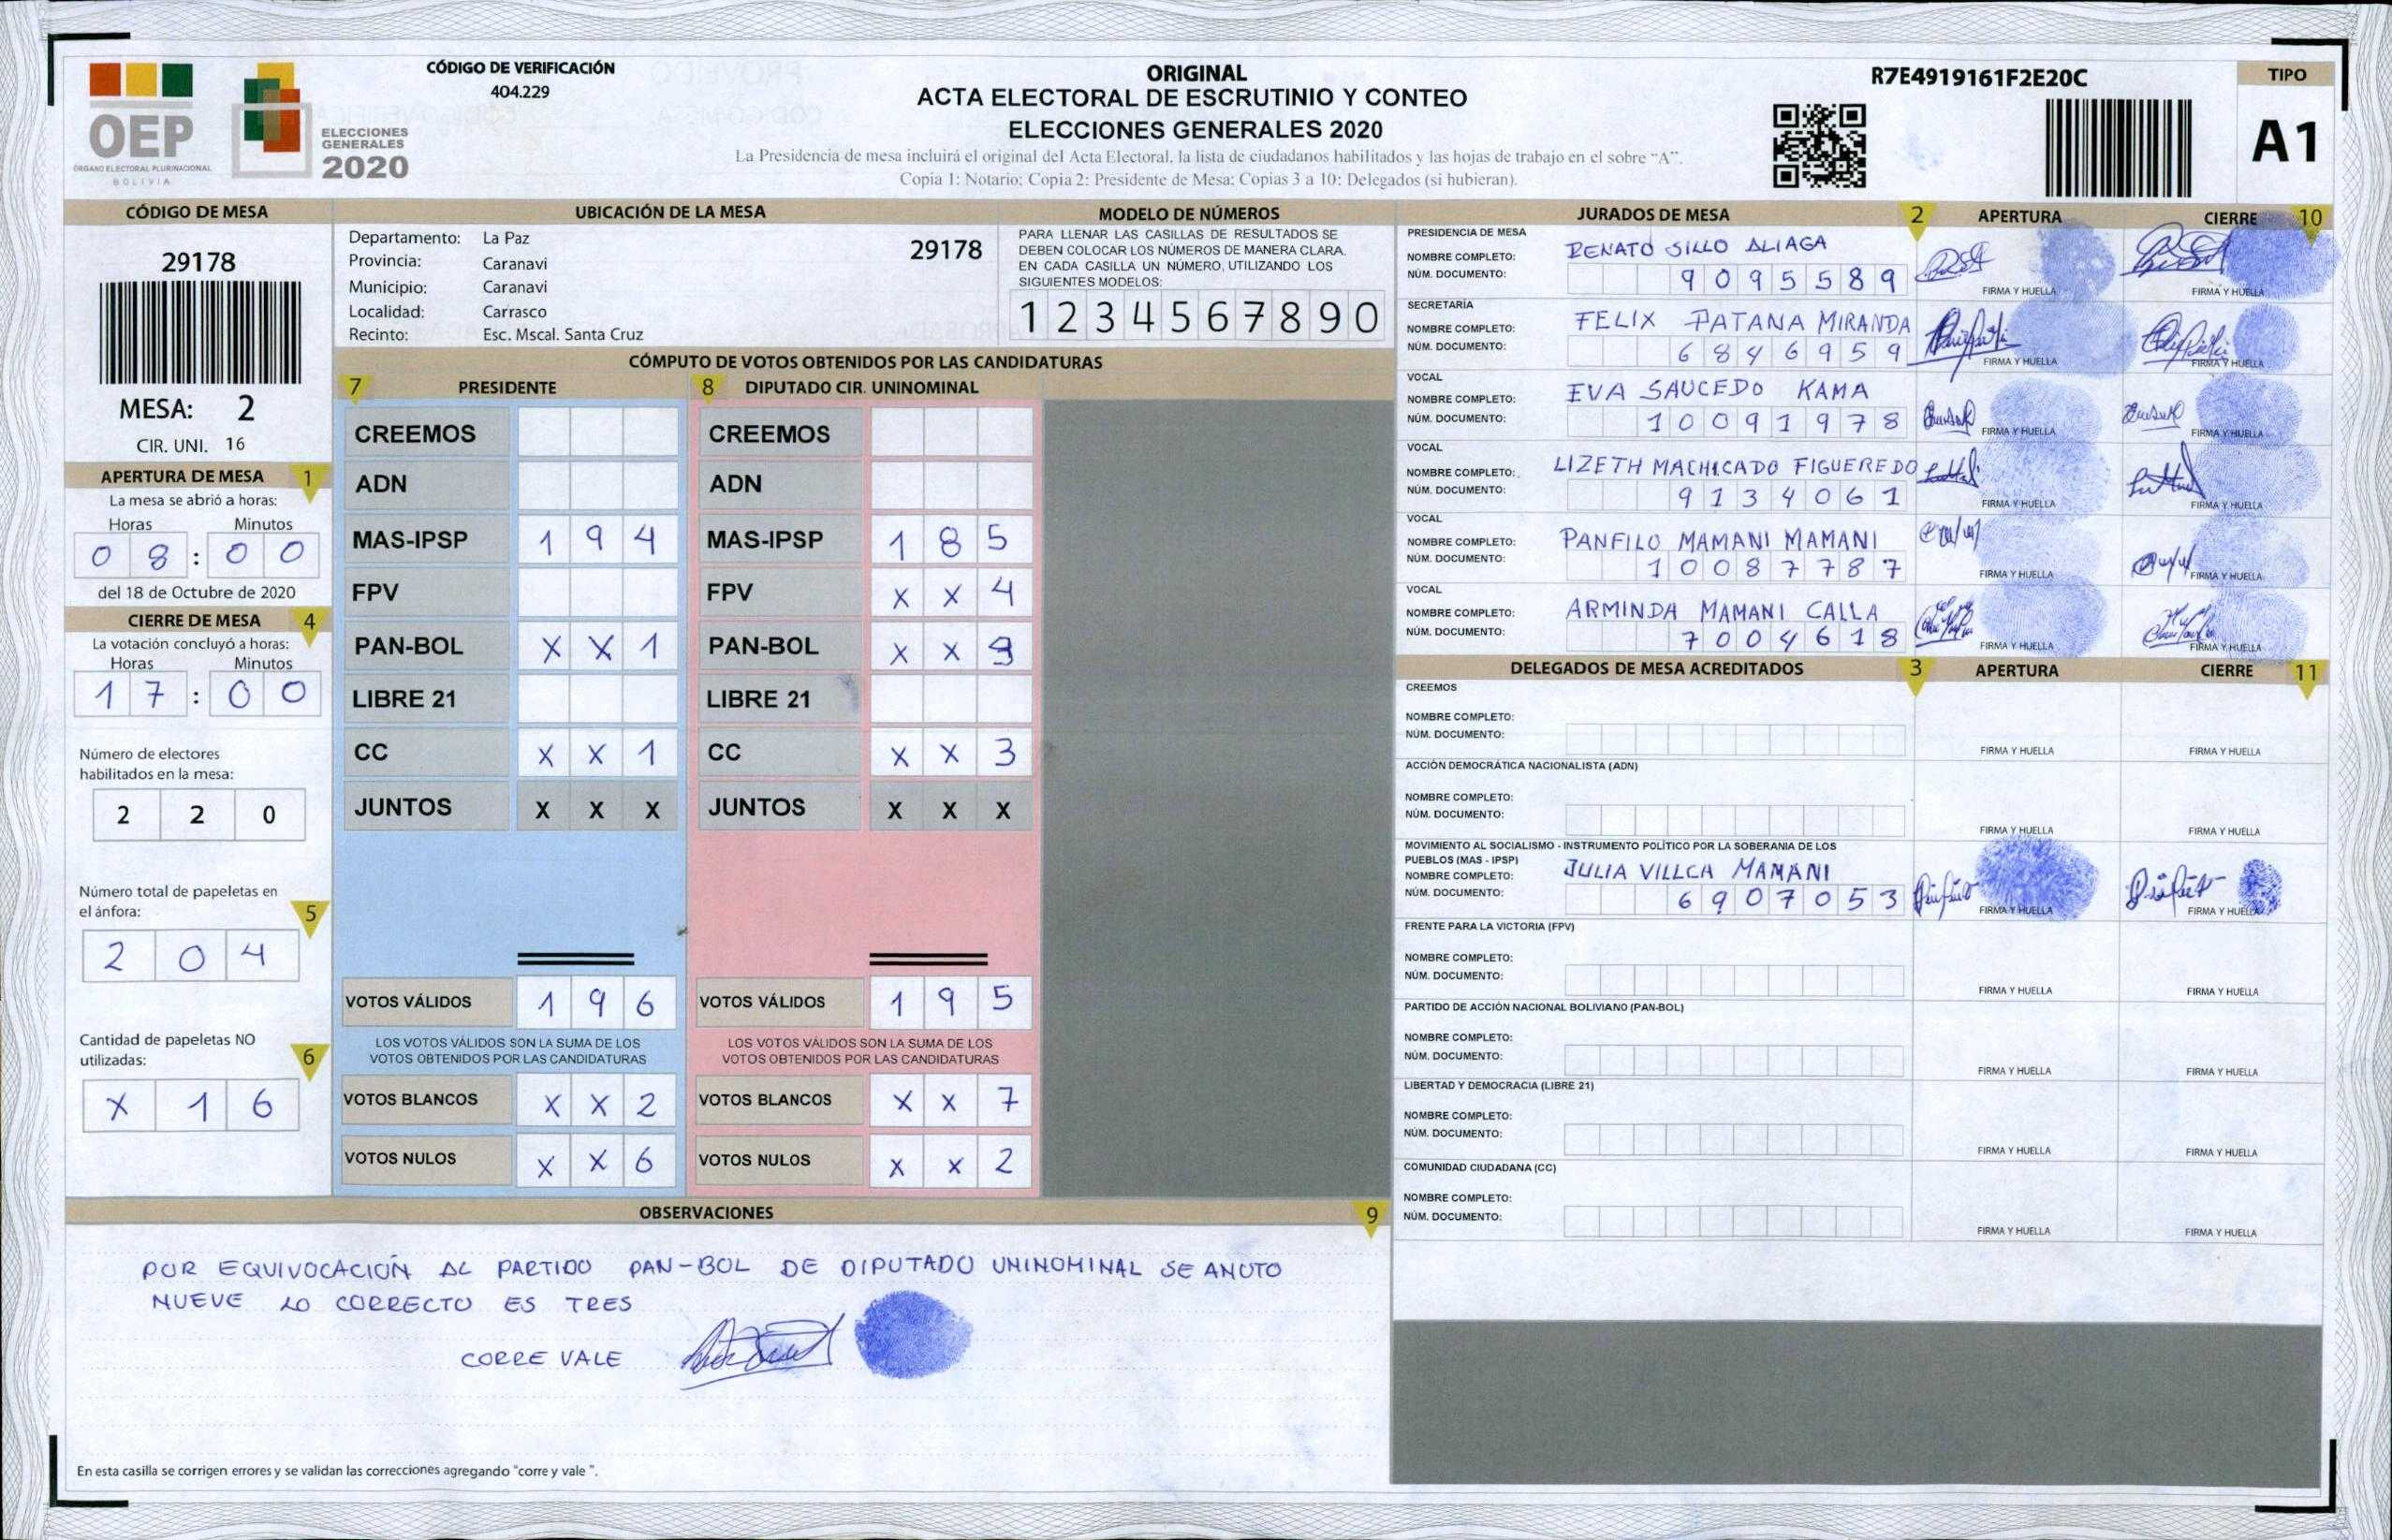 CÓDIGO DE VERIFICACIÓN
404.229
OEP
ÓRGANO ELECTORAL PLURINACIONAL
BOLIVIA
ELECCIONES
GENERALES
2020
ORIGINAL
ACTA ELECTORAL DE ESCRUTINIO Y CONTEO
ELECCIONES GENERALES 2020
La Presidencia de mesa incluirá el original del Acta Electoral, la lista de ciudadanos habilitados y las hojas de trabajo en el sobre "A".
Copia 1: Notario; Copia 2: Presidente de Mesa; Copias 3 a 10: Delegados (si hubieran).
R7E4919161F2E20C
TIPO
A1
CÓDIGO DE MESA
29178
MESA: 2
CIR. UNI. 16
APERTURA DE MESA 1
La mesa se abrió a horas:
Horas Minutos
0 8 : 0 0
del 18 de Octubre de 2020
CIERRE DE MESA 4
La votación concluyó a horas:
Horas Minutos
1 7 : 0 0
Número de electores
habilitados en la mesa:
2 2 0
Número total de papeletas en
el ánfora: 5
2 0 4
Cantidad de papeletas NO
utilizadas: 6
X 1 6
UBICACIÓN DE LA MESA
Departamento: La Paz 29178
Provincia: Caranavi
Municipio: Caranavi
Localidad: Carrasco
Recinto: Esc. Mscal. Santa Cruz
MODELO DE NÚMEROS
PARA LLENAR LAS CASILLAS DE RESULTADOS SE
DEBEN COLOCAR LOS NÚMEROS DE MANERA CLARA.
EN CADA CASILLA UN NÚMERO, UTILIZANDO LOS
SIGUIENTES MODELOS:
1 2 3 4 5 6 7 8 9 0
CÓMPUTO DE VOTOS OBTENIDOS POR LAS CANDIDATURAS
7 PRESIDENTE
CREEMOS
ADN
MAS-IPSP 1 9 4
FPV
PAN-BOL X X 1
LIBRE 21
CC X X 1
JUNTOS X X X
VOTOS VÁLIDOS 1 9 6
LOS VOTOS VÁLIDOS SON LA SUMA DE LOS
VOTOS OBTENIDOS POR LAS CANDIDATURAS
VOTOS BLANCOS X X 2
VOTOS NULOS X X 6
8 DIPUTADO CIR. UNINOMINAL
CREEMOS
ADN
MAS-IPSP 1 8 5
FPV X X 4
PAN-BOL X X
LIBRE 21
CC X X 3
JUNTOS X X X
VOTOS VÁLIDOS 1 9 5
LOS VOTOS VÁLIDOS SON LA SUMA DE LOS
VOTOS OBTENIDOS POR LAS CANDIDATURAS
VOTOS BLANCOS X X 7
VOTOS NULOS X X 2
OBSERVACIONES 9
POR EQUIVOCACIÓN AL PARTIDO PAN-BOL DE DIPUTADO UNINOMINAL SE ANOTO
NUEVE LO CORRECTO ES TRES
CORRE VALE
En esta casilla se corrigen errores y se validan las correcciones agregando "corre y vale ".
JURADOS DE MESA 2 APERTURA CIERRE 10
PRESIDENCIA DE MESA
NOMBRE COMPLETO: RENATO SILLO ALIAGA
NÚM. DOCUMENTO: 9 0 9 5 5 8 9
FIRMA Y HUELLA FIRMA Y HUELLA
SECRETARÍA
NOMBRE COMPLETO: FELIX PATANA MIRANDA
NÚM. DOCUMENTO: 6 8 4 6 9 5 9
FIRMA Y HUELLA FIRMA Y HUELLA
VOCAL
NOMBRE COMPLETO: EVA SAUCEDO KAMA
NÚM. DOCUMENTO: 1 0 0 9 1 9 7 8
FIRMA Y HUELLA FIRMA Y HUELLA
VOCAL
NOMBRE COMPLETO: LIZETH MACHICADO FIGUEREDO
NÚM. DOCUMENTO: 9 1 3 4 0 6 1
FIRMA Y HUELLA FIRMA Y HUELLA
VOCAL
NOMBRE COMPLETO: PANFILO MAMANI MAMANI
NÚM. DOCUMENTO: 1 0 0 8 7 7 8 7
FIRMA Y HUELLA FIRMA Y HUELLA
VOCAL
NOMBRE COMPLETO: ARMINDA MAMANI CALLA
NÚM. DOCUMENTO: 7 0 0 4 6 1 8
FIRMA Y HUELLA FIRMA Y HUELLA
DELEGADOS DE MESA ACREDITADOS 3 APERTURA CIERRE 11
CREEMOS
NOMBRE COMPLETO:
NÚM. DOCUMENTO:
FIRMA Y HUELLA FIRMA Y HUELLA
ACCIÓN DEMOCRÁTICA NACIONALISTA (ADN)
NOMBRE COMPLETO:
NÚM. DOCUMENTO:
FIRMA Y HUELLA FIRMA Y HUELLA
MOVIMIENTO AL SOCIALISMO - INSTRUMENTO POLÍTICO POR LA SOBERANIA DE LOS
PUEBLOS (MAS - IPSP)
NOMBRE COMPLETO: JULIA VILLCA MAMANI
NÚM. DOCUMENTO: 6 9 0 7 0 5 3
FIRMA Y HUELLA FIRMA Y HUELLA
FRENTE PARA LA VICTORIA (FPV)
NOMBRE COMPLETO:
NÚM. DOCUMENTO:
FIRMA Y HUELLA FIRMA Y HUELLA
PARTIDO DE ACCIÓN NACIONAL BOLIVIANO (PAN-BOL)
NOMBRE COMPLETO:
NÚM. DOCUMENTO:
FIRMA Y HUELLA FIRMA Y HUELLA
LIBERTAD Y DEMOCRACIA (LIBRE 21)
NOMBRE COMPLETO:
NÚM. DOCUMENTO:
FIRMA Y HUELLA FIRMA Y HUELLA
COMUNIDAD CIUDADANA (CC)
NOMBRE COMPLETO:
NÚM. DOCUMENTO:
FIRMA Y HUELLA FIRMA Y HUELLA